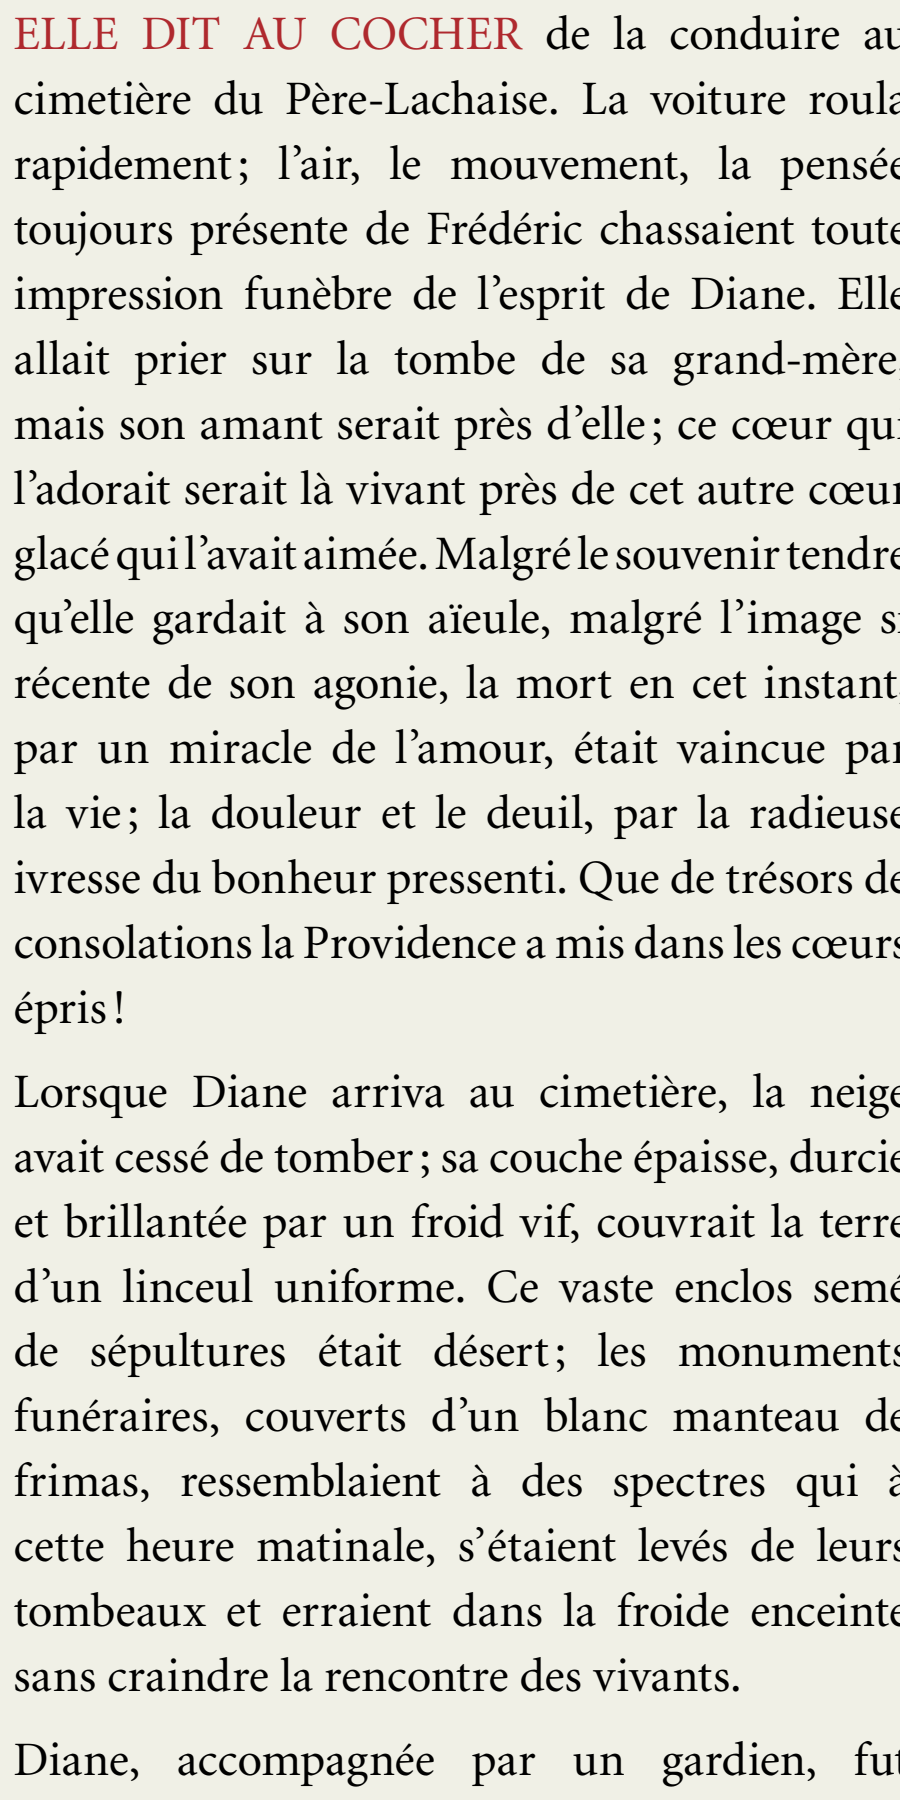 ELLE DIT AU COCHER de la conduire au
cimetière du Père-Lachaise. La voiture roula
rapidement ; l’air, le mouvement, la pensée
toujours présente de Frédéric chassaient toute
impression funèbre de l’esprit de Diane. Elle
allait prier sur la tombe de sa grand-mère,
mais son amant serait près d’elle ; ce cœur qui
l’adorait serait là vivant près de cet autre cœur
glacé qui l’avait aimée. Malgré le souvenir tendre
qu’elle gardait à son aïeule, malgré l’image si
récente de son agonie, la mort en cet instant,
par un miracle de l’amour, était vaincue par
la vie ; la douleur et le deuil, par la radieuse
ivresse du bonheur pressenti. Que de trésors de
consolations la Providence a mis dans les cœurs
épris !
Lorsque Diane arriva au cimetière, la neige
avait cessé de tomber ; sa couche épaisse, durcie
et brillantée par un froid vif, couvrait la terre
d’un linceul uniforme. Ce vaste enclos semé
de sépultures était désert ; les monuments
funéraires, couverts d’un blanc manteau de
frimas, ressemblaient à des spectres qui à
cette heure matinale, s’étaient levés de leurs
tombeaux et erraient dans la froide enceinte
sans craindre la rencontre des vivants.
Diane, accompagnée par un gardien, fut